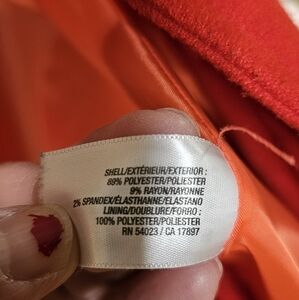 SHELL/EXTÉRIEUR/EXTERIOR :
89% POLYESTER/POLIESTER
9% RAYON/RAYONNE
2% SPANDEX/ÉLASTHANNE/ELASTANO
LINING/DOUBLURE/FORRO :
100% POLYESTER/POLIESTER
RN 54023 / CA 17897